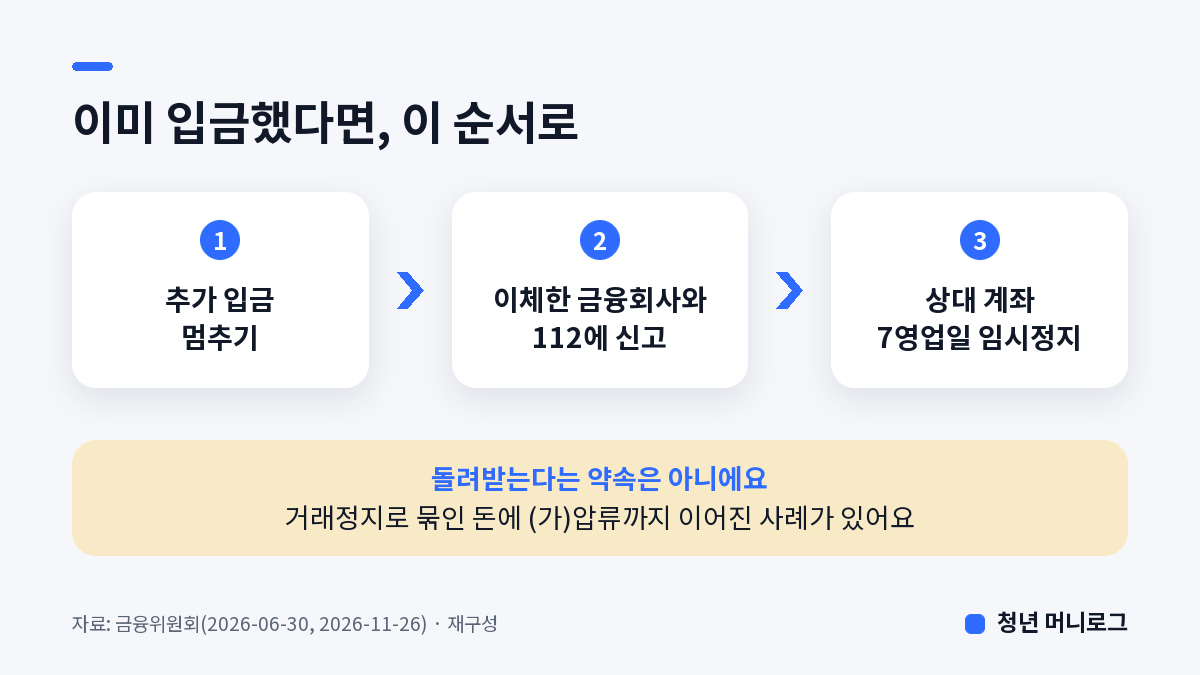 이미 입금했다면, 이 순서로
1
추가 입금
멈추기
2
이체한 금융회사와
112에 신고
3
상대 계좌
7영업일 임시정지
돌려받는다는 약속은 아니에요
거래정지로 묶인 돈에 (가)압류까지 이어진 사례가 있어요
자료: 금융위원회(2026-06-30, 2026-11-26) · 재구성
청년 머니로그